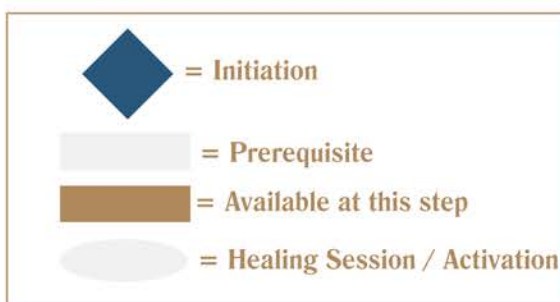 = Initiation
= Prerequisite
= Available at this step
= Healing Session / Activation